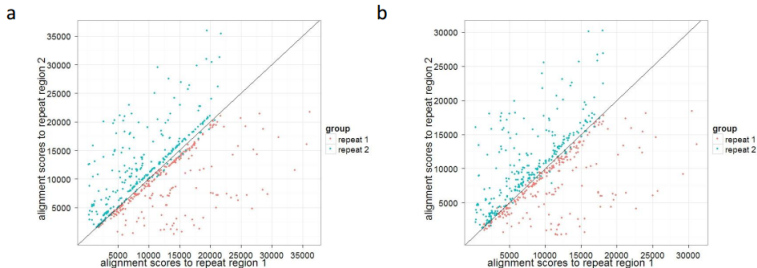 a
35000
30000
25000
20000
15000
10000
5000
alignment scores to repeat region 2
5000 10000 15000 20000 25000 30000 35000
alignment scores to repeat region 1
group
repeat 1
repeat 2
b
30000
25000
20000
15000
10000
5000
alignment scores to repeat region 2
5000 10000 15000 20000 25000 30000
alignment scores to repeat region 1
group
repeat 1
repeat 2